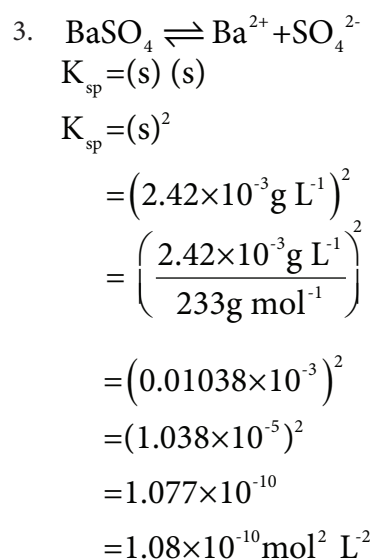 3. BaSO₄ ⇌ Ba²⁺+SO₄²⁻
Kₛₚ=(s) (s)
Kₛₚ=(s)²
=(2.42×10⁻³g L⁻¹)²
=(2.42×10⁻³g L⁻¹/233g mol⁻¹)²
=(0.01038×10⁻³)²
=(1.038×10⁻⁵)²
=1.077×10⁻¹⁰
=1.08×10⁻¹⁰mol² L⁻²